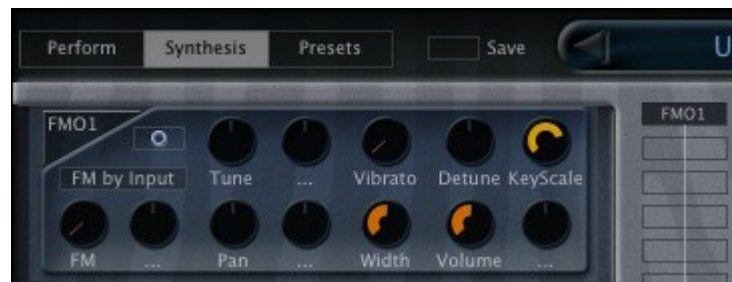 Perform Synthesis Presets Save U
FMO1 FMO1
Tune ... Vibrato Detune KeyScale
FM by Input
FM ... Pan ... Width Volume ...